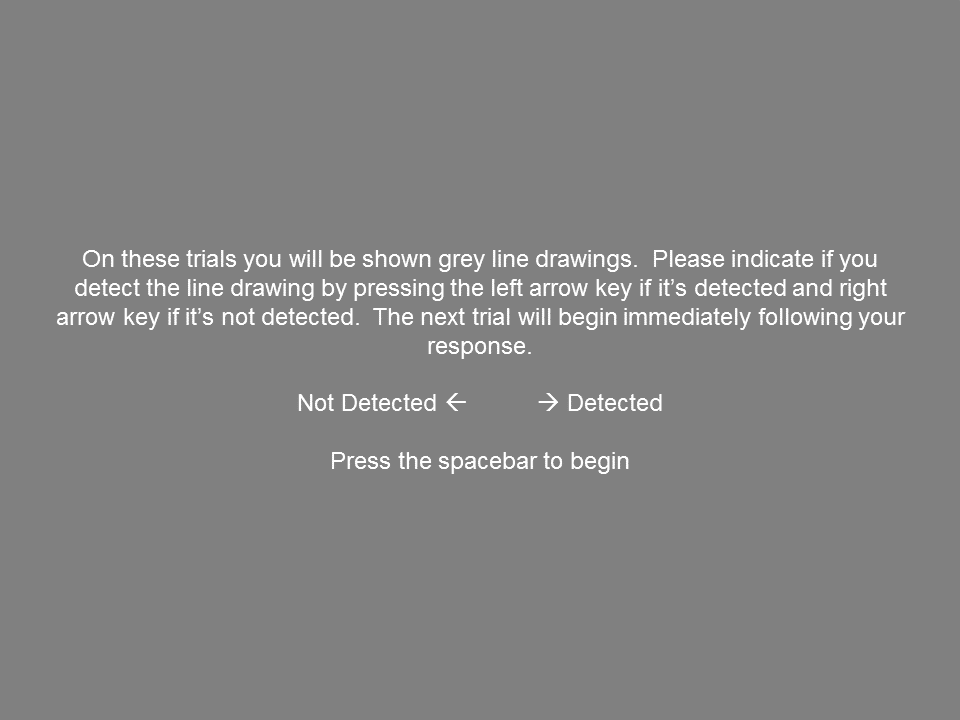 On these trials you will be shown grey line drawings.  Please indicate if you
detect the line drawing by pressing the left arrow key if it’s detected and right
arrow key if it’s not detected.  The next trial will begin immediately following your
response.
Not Detected ← → Detected
Press the spacebar to begin